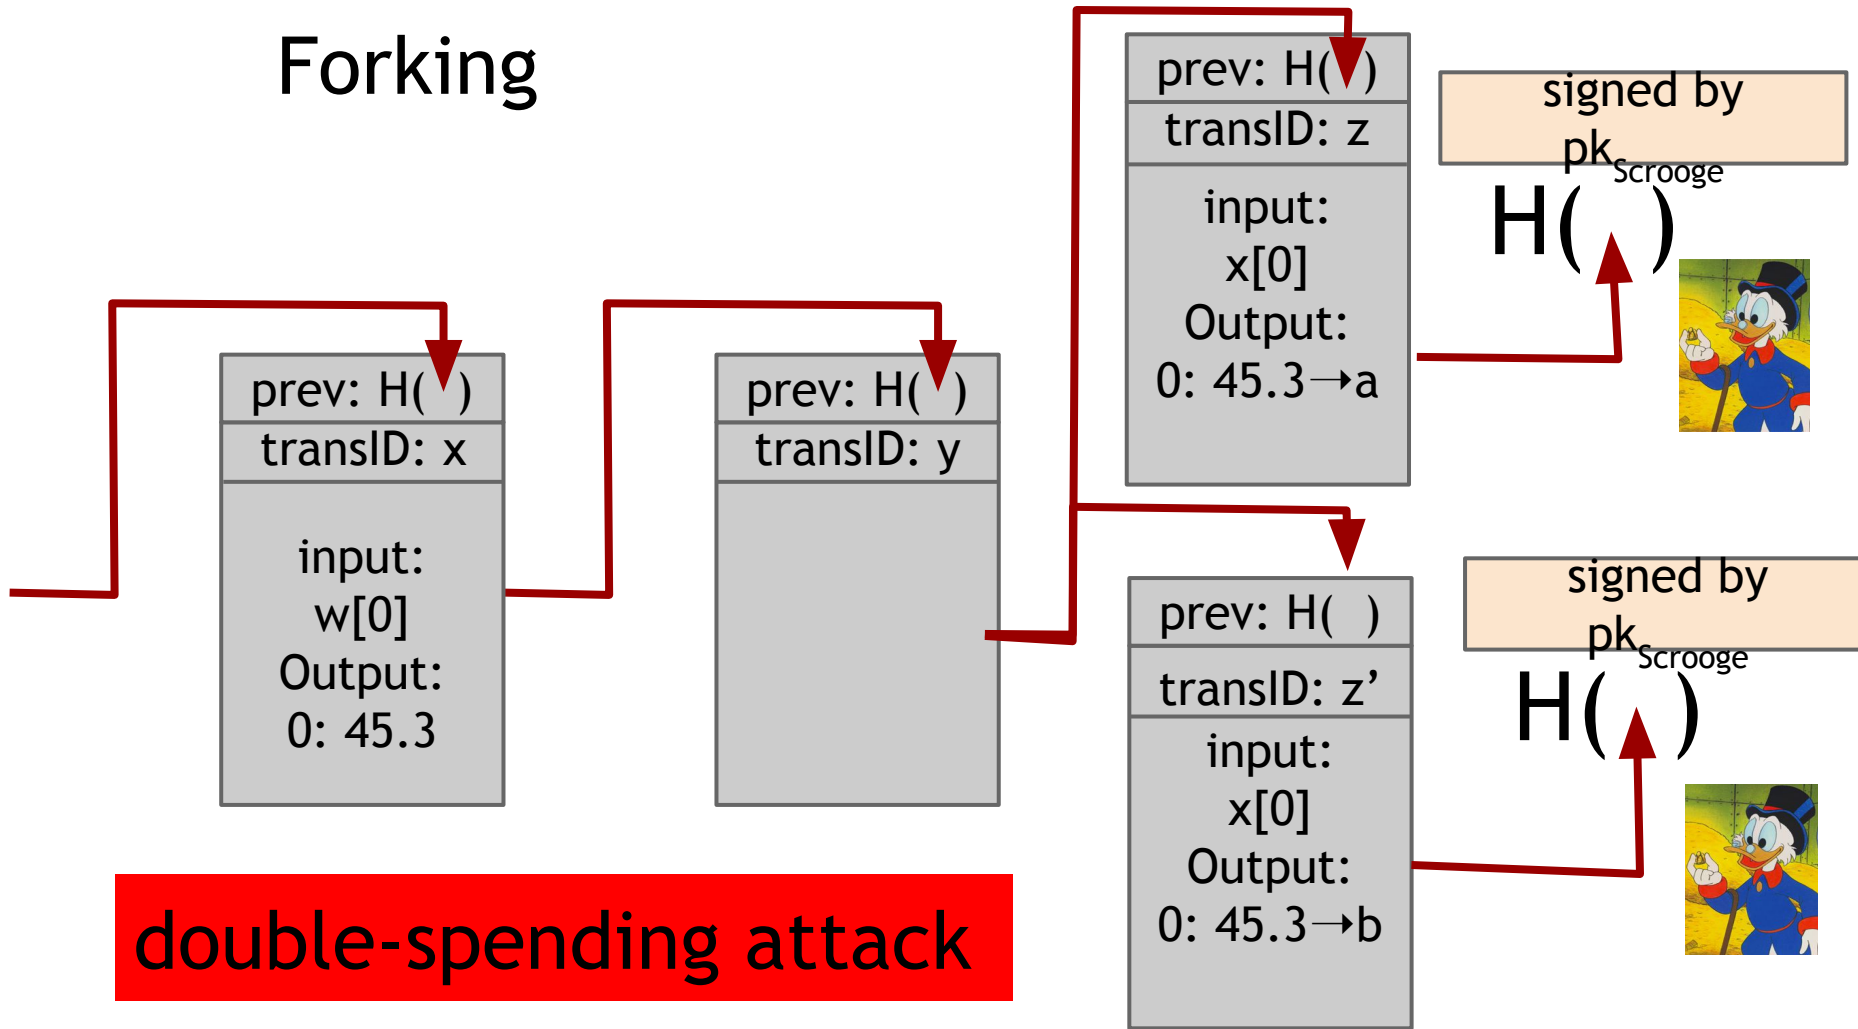 Forking
prev: H( )
transID: x
input:
w[0]
Output:
0: 45.3
prev: H( )
transID: y
prev: H( )
transID: z
input:
x[0]
Output:
0: 45.3→a
signed by
pkScrooge
H( )
prev: H( )
transID: z’
input:
x[0]
Output:
0: 45.3→b
signed by
pkScrooge
H( )
double-spending attack